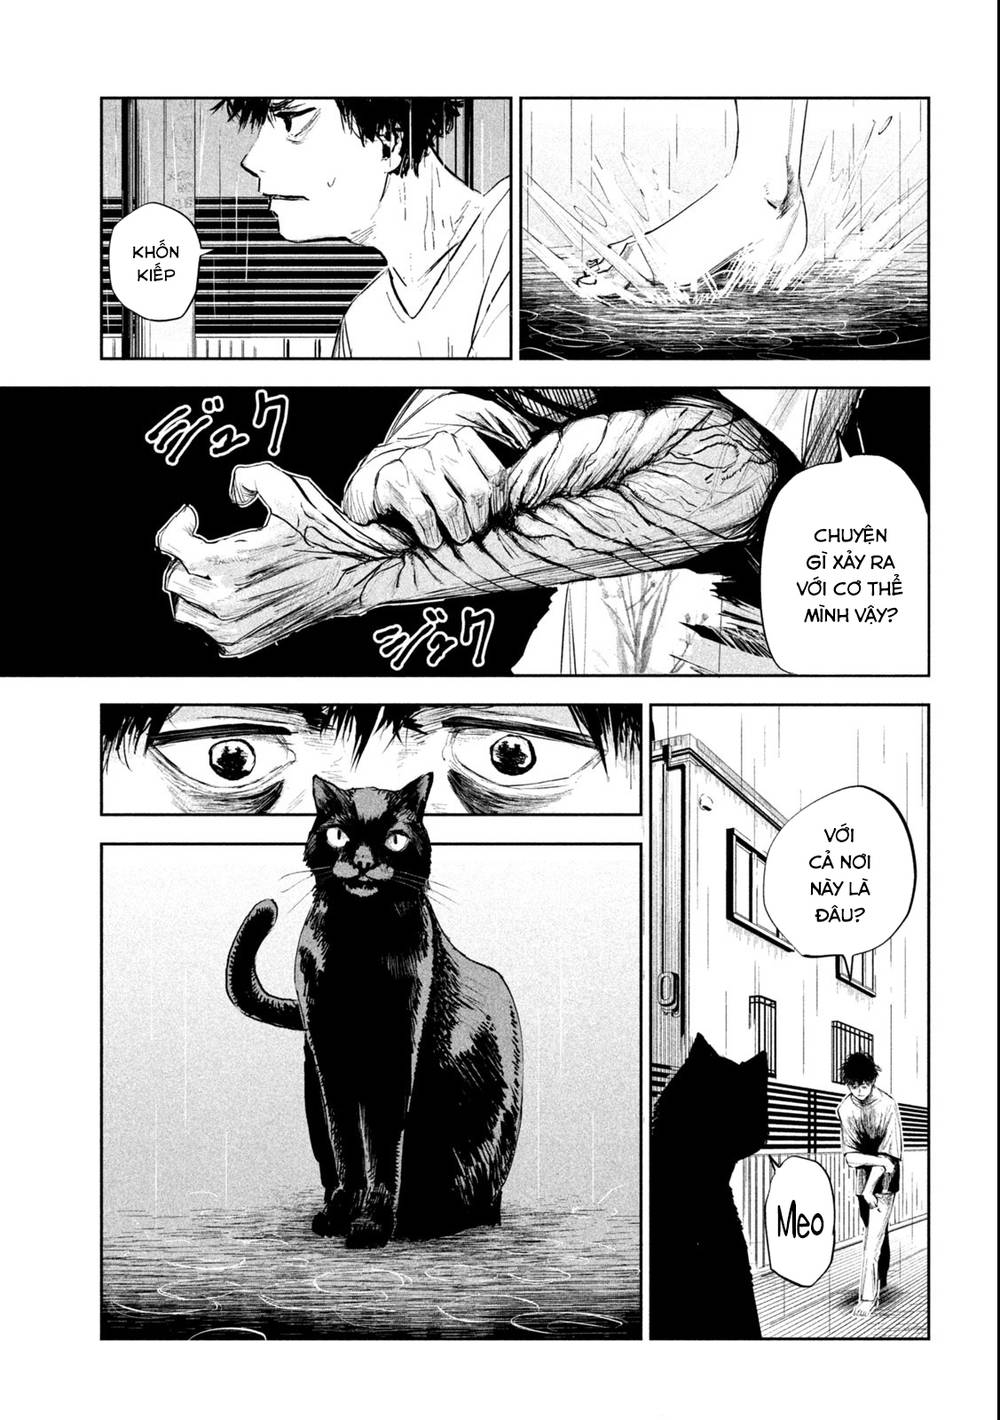 KHỐN
KIẾP
ジュク
ジュク
CHUYỆN
GÌ XẢY RA
VỚI CƠ THỂ
MÌNH VẬY?
VỚI
CẢ NƠI
NÀY LÀ
ĐÂU?
Meo